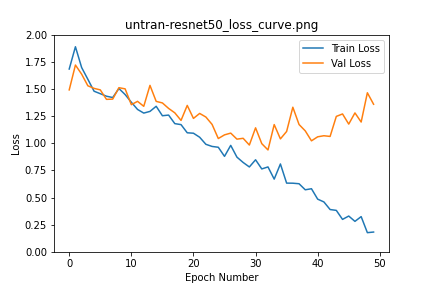 untran-resnet50_loss_curve.png
Train Loss
Val Loss
2.00
1.75
1.50
1.25
1.00
0.75
0.50
0.25
0.00
Loss
0 10 20 30 40 50
Epoch Number